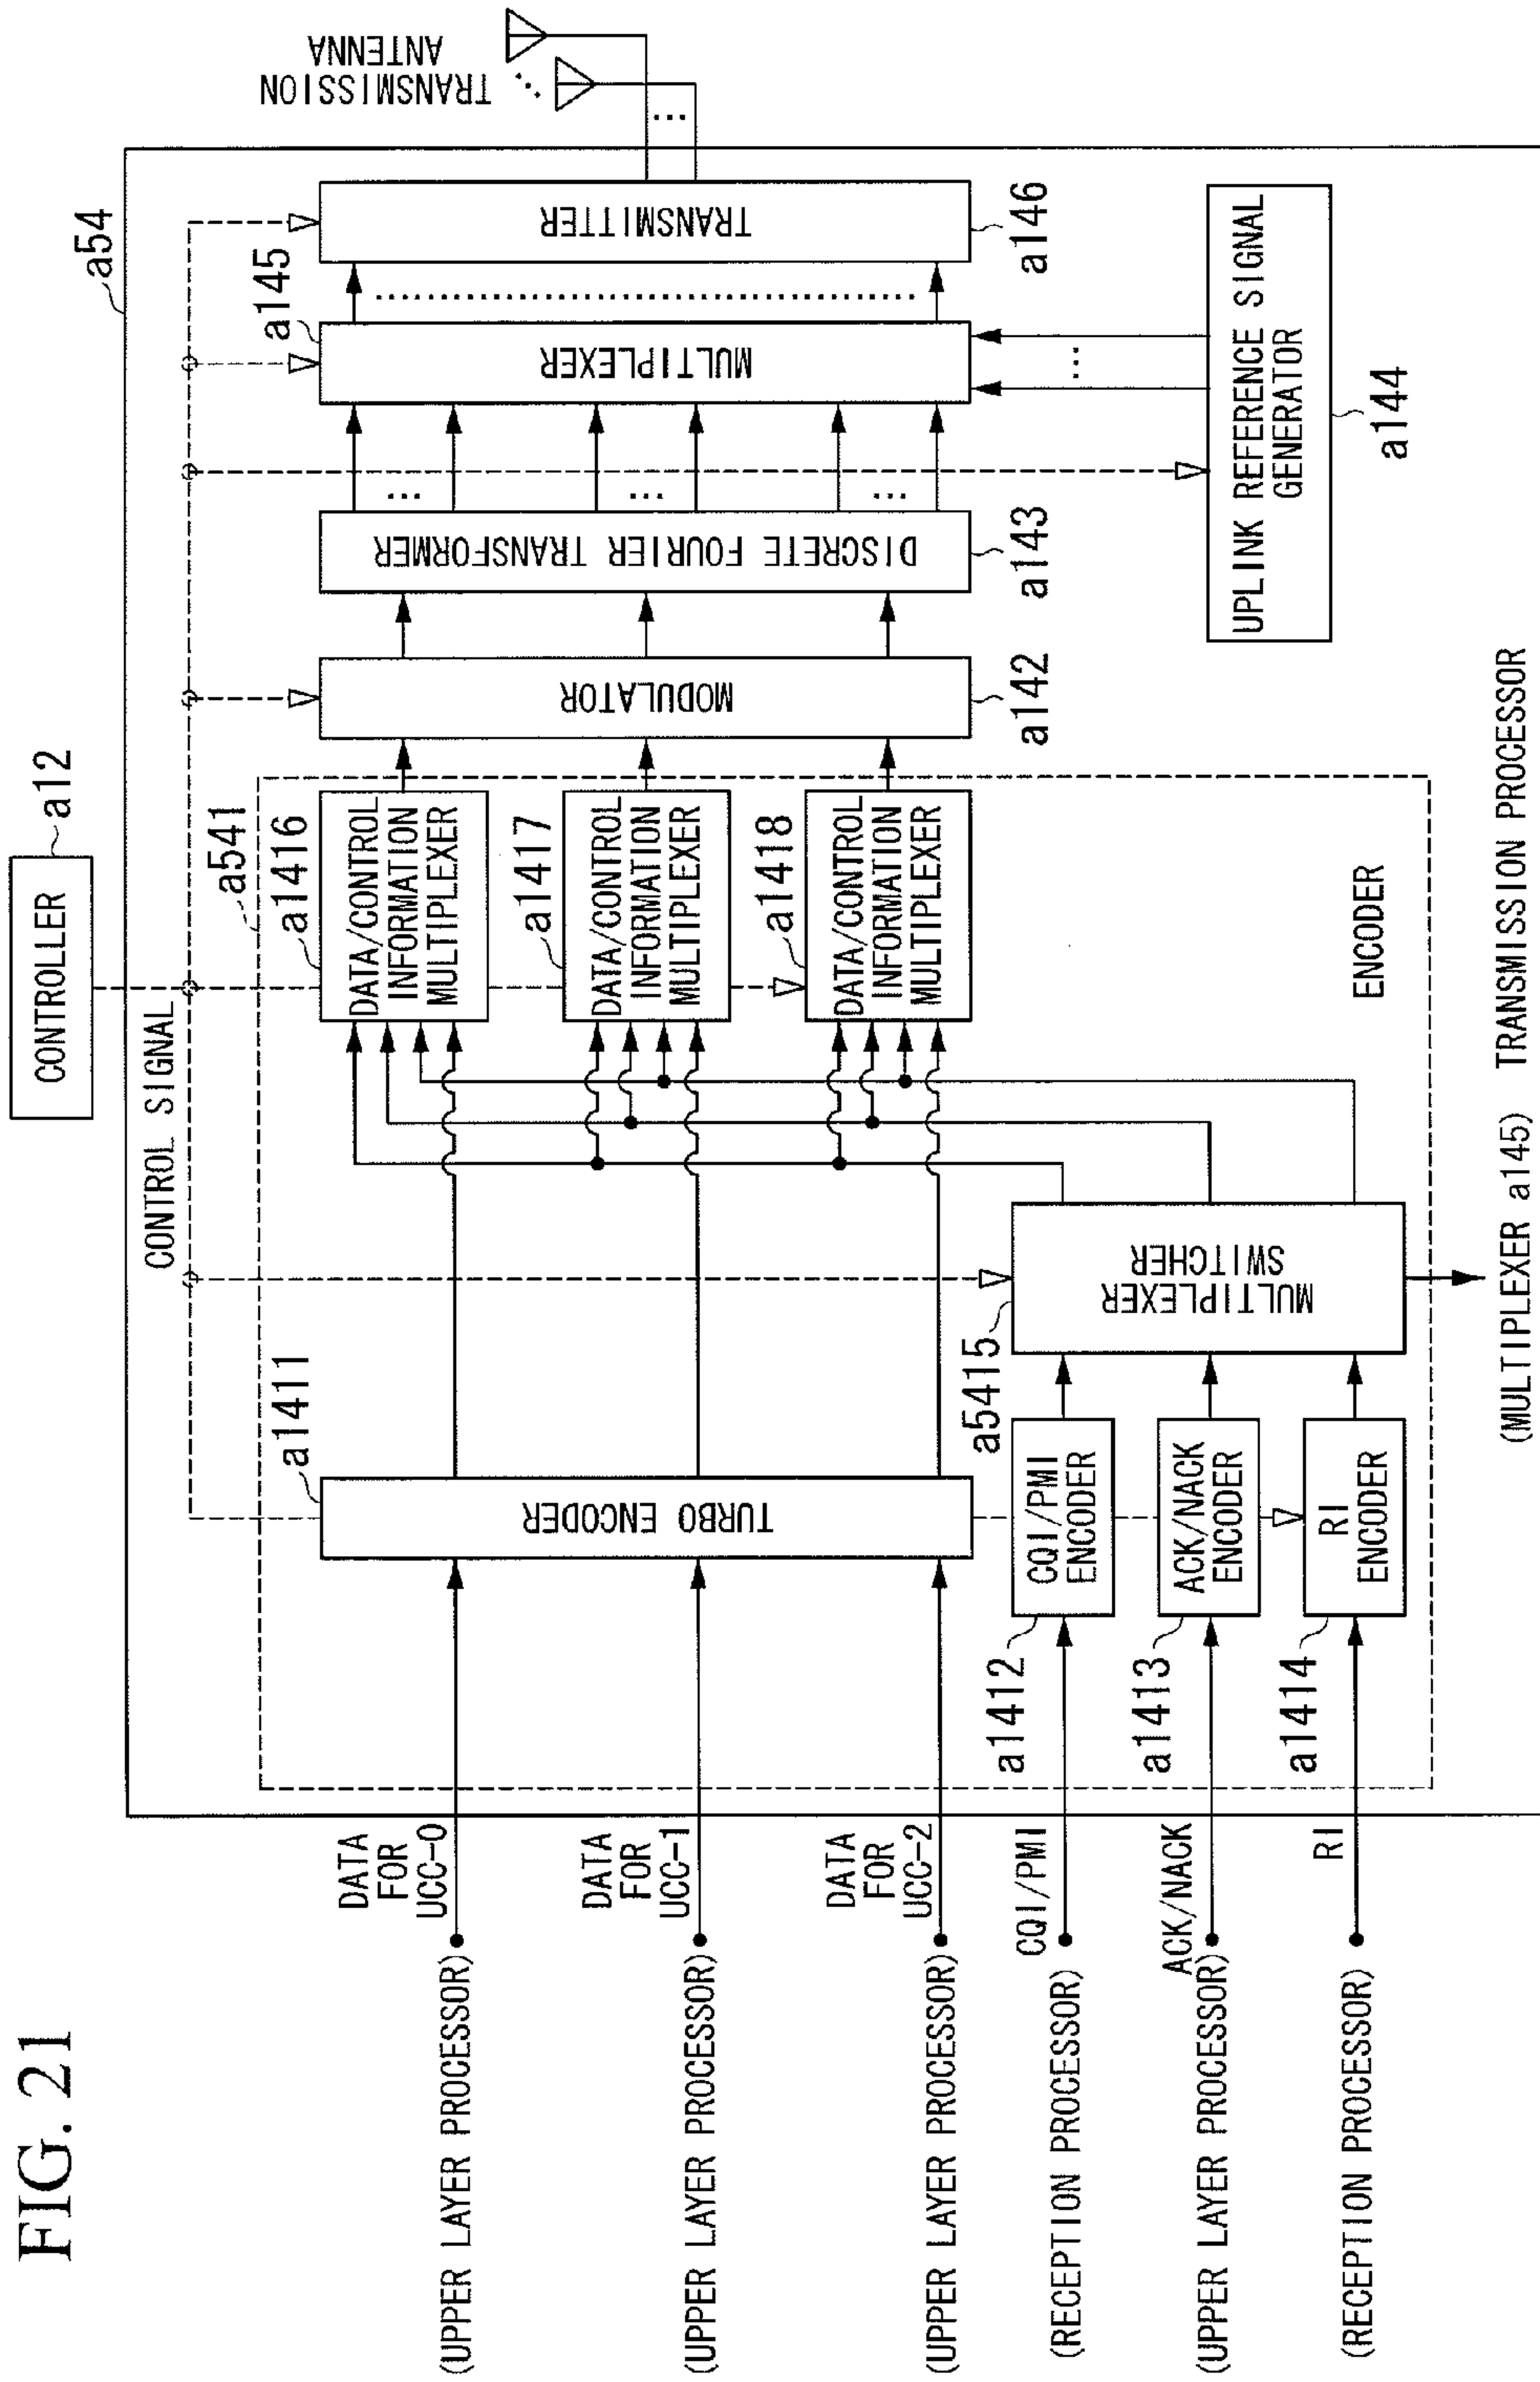 FIG. 21
CONTROLLER
a12
a54
CONTROL SIGNAL
a541
a1411
TURBO ENCODER
a1416
DATA/CONTROL
INFORMATION
MULTIPLEXER
a1417
DATA/CONTROL
INFORMATION
MULTIPLEXER
a1418
DATA/CONTROL
INFORMATION
MULTIPLEXER
MODULATOR
a142
DISCRETE FOURIER TRANSFORMER
a143
a145
MULTIPLEXER
TRANSMITTER
a146
TRANSMISSION
ANTENNA
UPLINK REFERENCE SIGNAL
GENERATOR
a144
DATA
FOR
UCC-0
(UPPER LAYER PROCESSOR)
DATA
FOR
UCC-1
(UPPER LAYER PROCESSOR)
DATA
FOR
UCC-2
(UPPER LAYER PROCESSOR)
CQI/PMI
(RECEPTION PROCESSOR)
ACK/NACK
(UPPER LAYER PROCESSOR)
RI
(RECEPTION PROCESSOR)
a1412
CQI/PMI
ENCODER
a1413
ACK/NACK
ENCODER
a1414
RI
ENCODER
a5415
MULTIPLEXER
SWITCHER
ENCODER
(MULTIPLEXER a145)
TRANSMISSION PROCESSOR